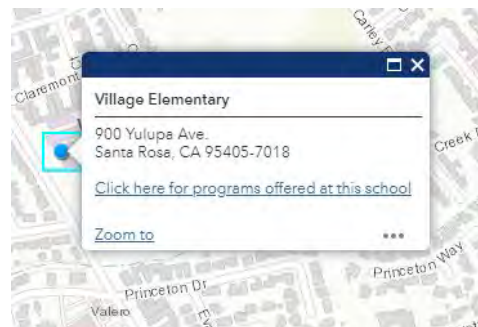 Carley
Claremont
Village Elementary
900 Yulupa Ave.
Santa Rosa, CA 95405-7018
Click here for programs offered at this school
Creek
Zoom to
Princeton Way
Princeton Dr
Valero